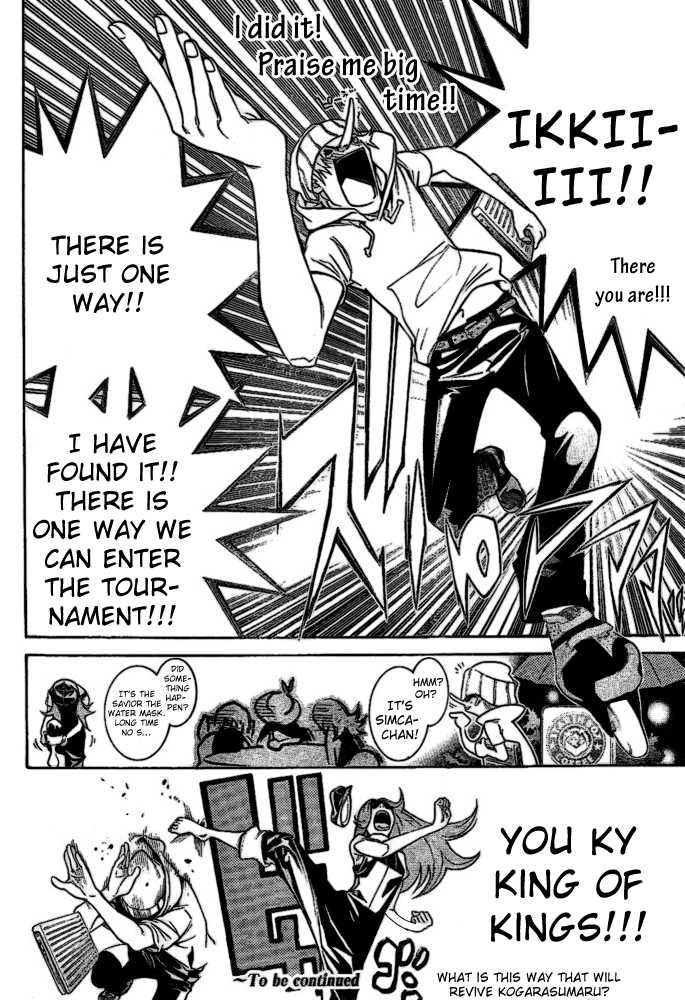 I did it!
Praise me big
time!!
IKKII-
III!!
There
you are!!!
THERE IS
JUST ONE
WAY!!
I HAVE
FOUND IT!!
THERE IS
ONE WAY WE
CAN ENTER
THE TOUR-
NAMENT!!!
HMM?
OH?
IT'S
SIMCA-
CHAN!
DID
SOME-
THING
HAP-
PEN?
IT'S THE
SAVIOR THE
WATER MASK.
LONG TIME
NO S...
YOU KY
KING OF
KINGS!!!
~To be continued
WHAT IS THIS WAY THAT WILL
REVIVE KOGARASUMARU?